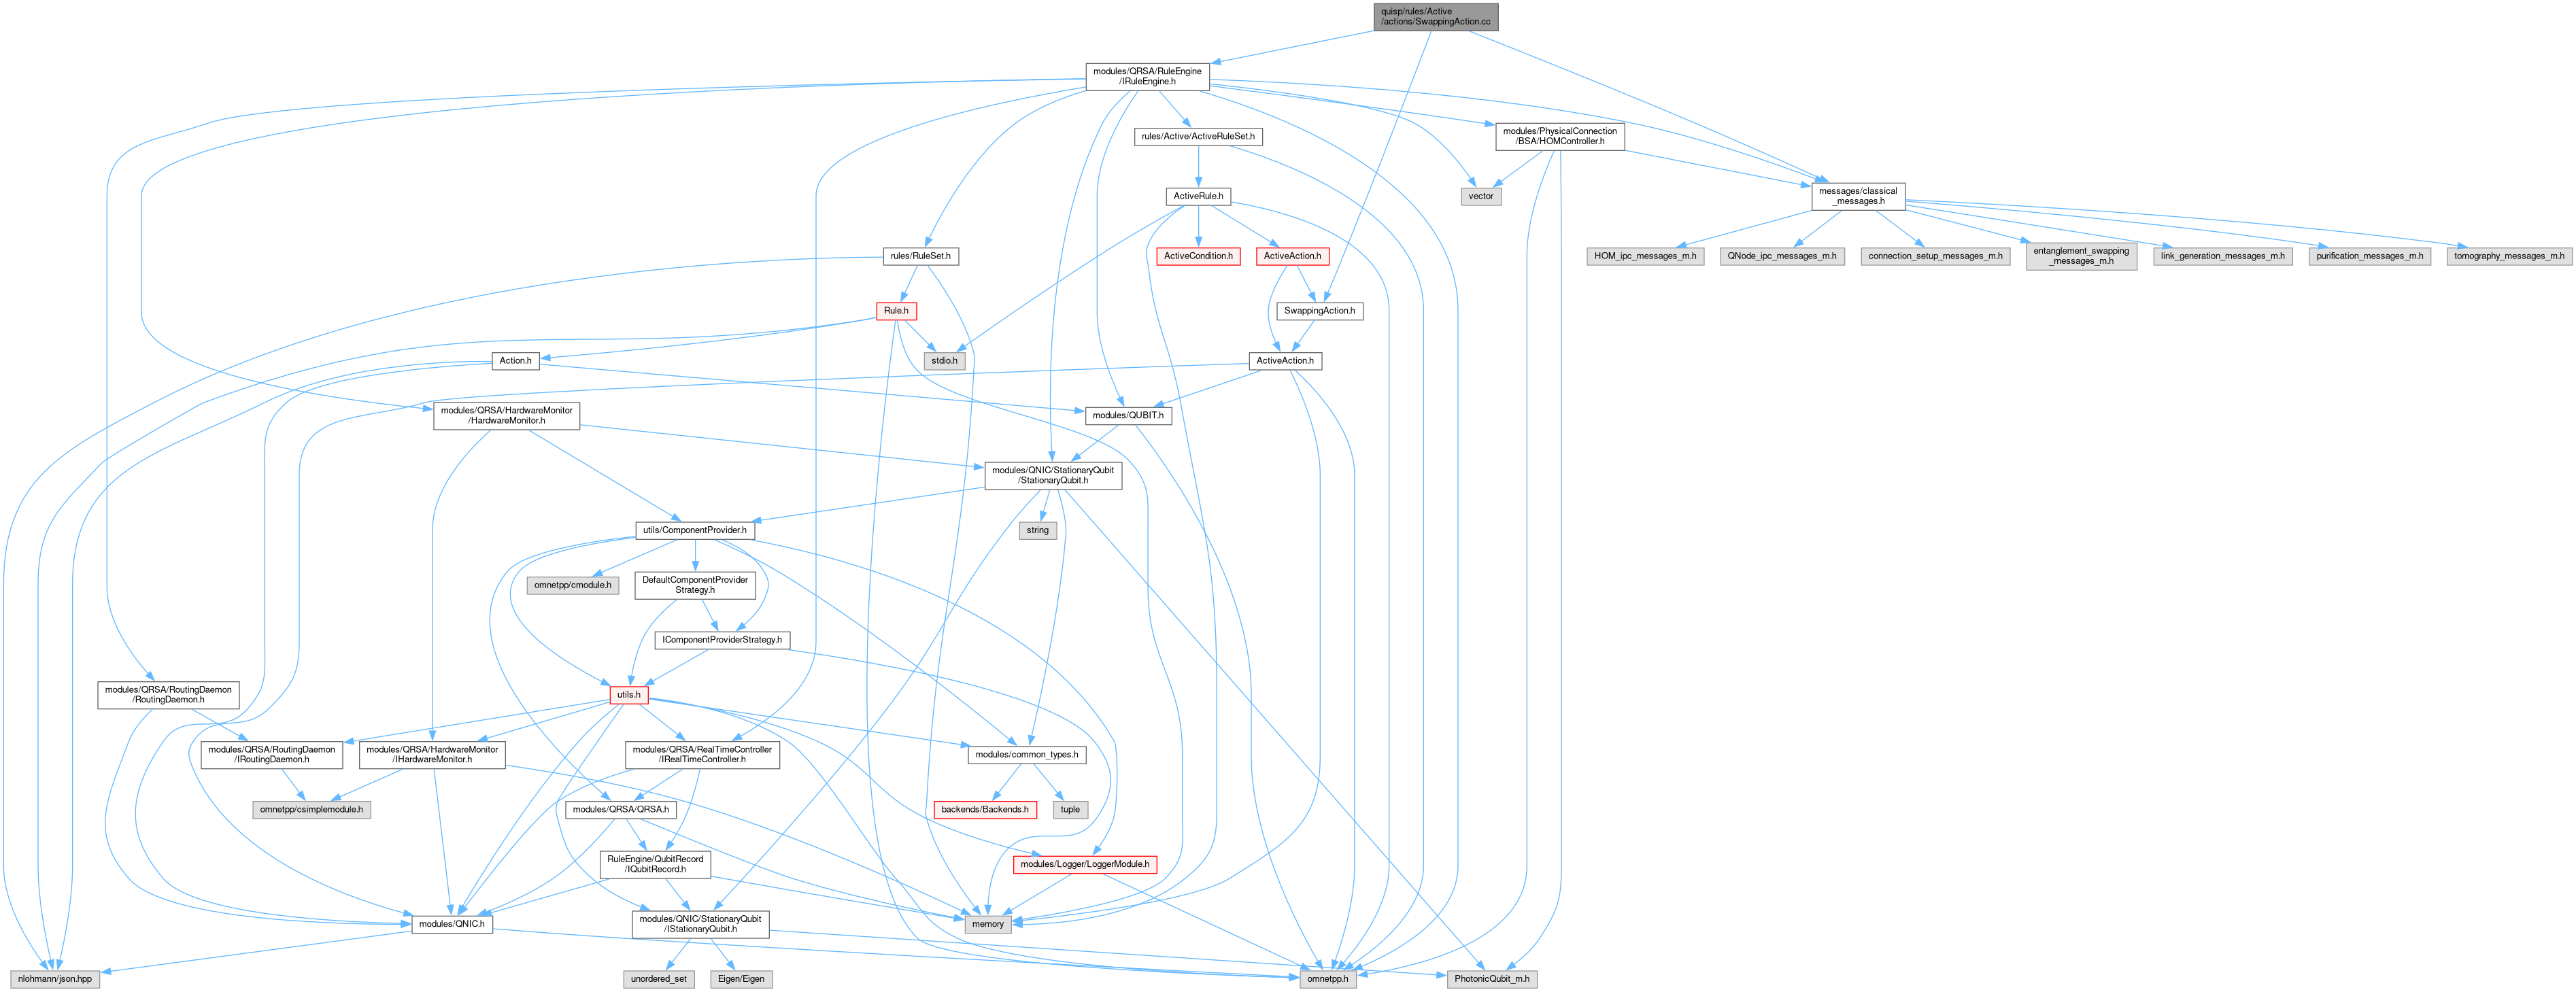 quisp/rules/Active
/actions/SwappingAction.cc
modules/QRSA/RuleEngine
/IRuleEngine.h
rules/Active/ActiveRuleSet.h
modules/PhysicalConnection
/BSA/HOMController.h
ActiveRule.h
vector
messages/classical
_messages.h
rules/RuleSet.h
ActiveCondition.h
ActiveAction.h
HOM_ipc_messages_m.h
QNode_ipc_messages_m.h
connection_setup_messages_m.h
entanglement_swapping
_messages_m.h
link_generation_messages_m.h
purification_messages_m.h
tomography_messages_m.h
Rule.h
SwappingAction.h
Action.h
stdio.h
ActiveAction.h
modules/QRSA/HardwareMonitor
/HardwareMonitor.h
modules/QUBIT.h
modules/QNIC/StationaryQubit
/StationaryQubit.h
utils/ComponentProvider.h
string
omnetpp/cmodule.h
DefaultComponentProvider
Strategy.h
IComponentProviderStrategy.h
modules/QRSA/RoutingDaemon
/RoutingDaemon.h
utils.h
modules/QRSA/RoutingDaemon
/IRoutingDaemon.h
modules/QRSA/HardwareMonitor
/IHardwareMonitor.h
modules/QRSA/RealTimeController
/IRealTimeController.h
modules/common_types.h
omnetpp/csimplemodule.h
modules/QRSA/QRSA.h
backends/Backends.h
tuple
RuleEngine/QubitRecord
/IQubitRecord.h
modules/Logger/LoggerModule.h
modules/QNIC.h
modules/QNIC/StationaryQubit
/IStationaryQubit.h
memory
nlohmann/json.hpp
unordered_set
Eigen/Eigen
omnetpp.h
PhotonicQubit_m.h